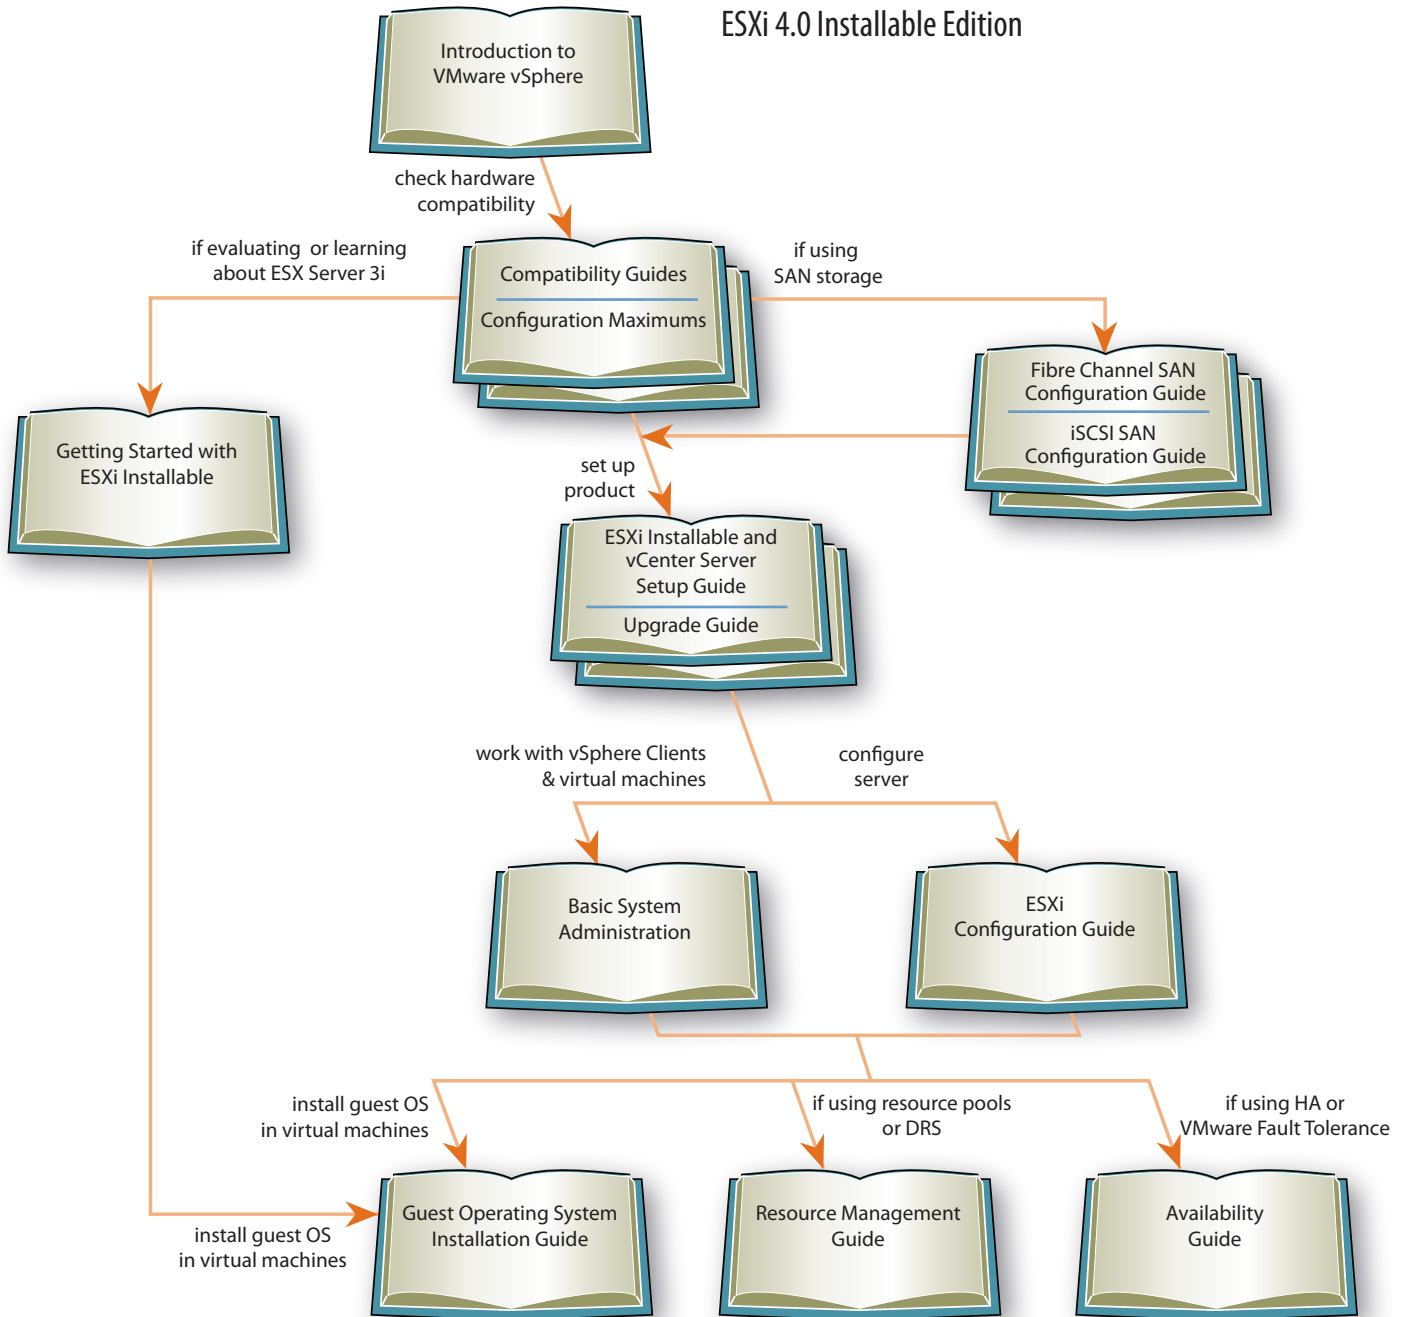 ESXi 4.0 Installable Edition
Introduction to
VMware vSphere
check hardware
compatibility
if evaluating or learning
about ESX Server 3i
Compatibility Guides
Configuration Maximums
if using
SAN storage
Fibre Channel SAN
Configuration Guide
iSCSI SAN
Configuration Guide
Getting Started with
ESXi Installable
set up
product
ESXi Installable and
vCenter Server
Setup Guide
Upgrade Guide
work with vSphere Clients
& virtual machines
configure
server
Basic System
Administration
ESXi
Configuration Guide
install guest OS
in virtual machines
if using resource pools
or DRS
if using HA or
VMware Fault Tolerance
install guest OS
in virtual machines
Guest Operating System
Installation Guide
Resource Management
Guide
Availability
Guide